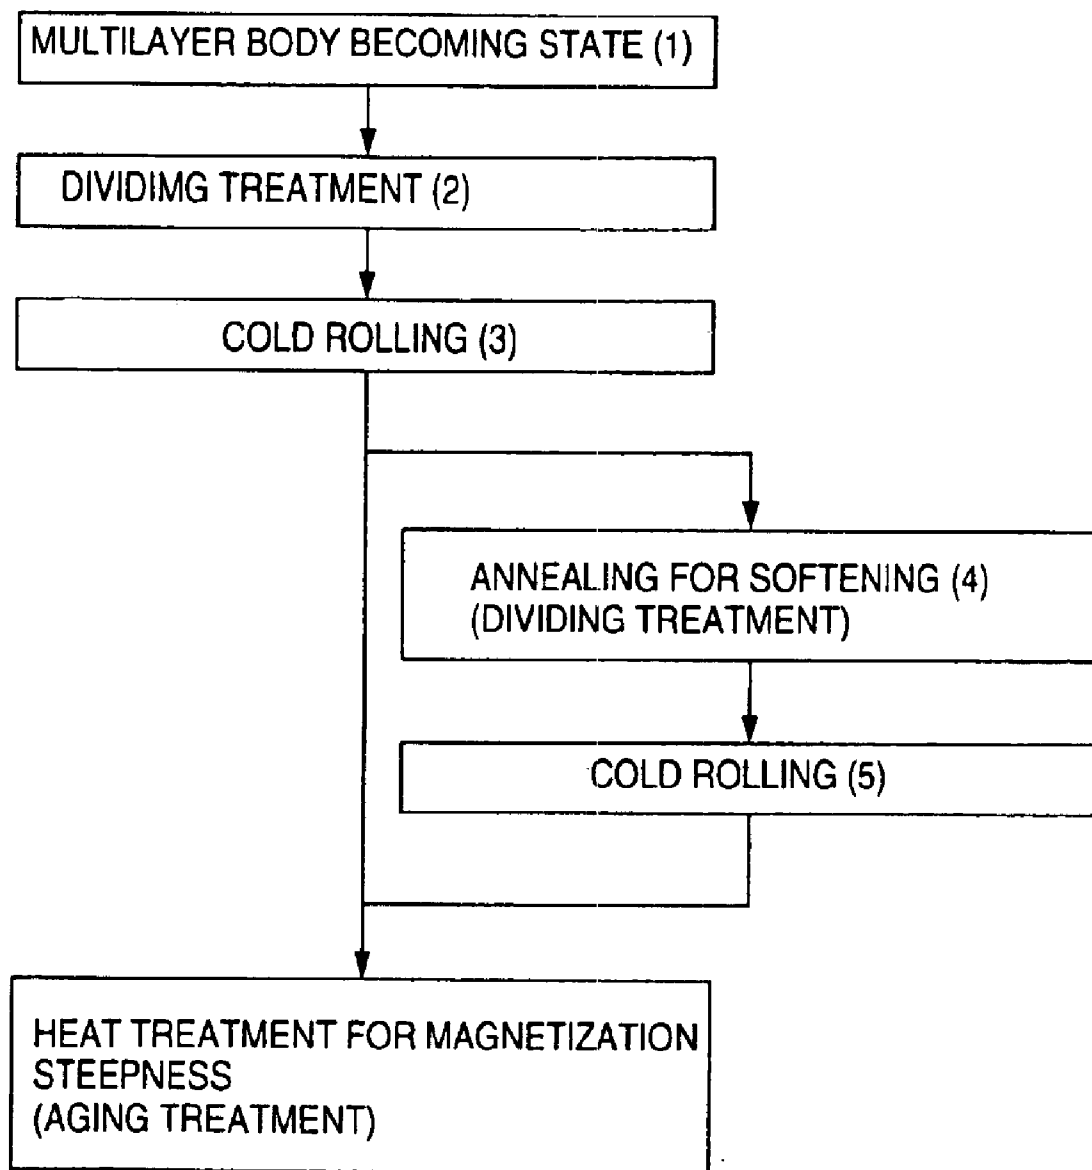 MULTILAYER BODY BECOMING STATE (1)
DIVIDIMG TREATMENT (2)
COLD ROLLING (3)
ANNEALING FOR SOFTENING (4)
(DIVIDING TREATMENT)
COLD ROLLING (5)
HEAT TREATMENT FOR MAGNETIZATION
STEEPNESS
(AGING TREATMENT)